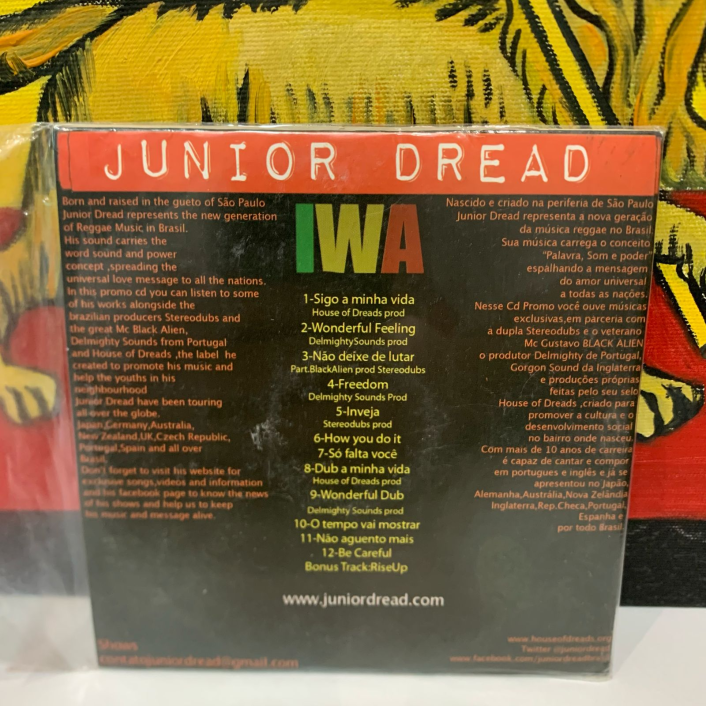 JUNIOR DREAD
Born and raised in the gueto of São Paulo
Junior Dread represents the new generation
of Reggae Music in Brasil.
His sound carries the
word sound and power
concept ,spreading the
universal love message to all the nations.
In this promo cd you can listen to some
of his works alongside the
brazilian producers Stereodubs and
the great Mc Black Alien,
Delmighty Sounds from Portugal
and House of Dreads ,the label he
created to promote his music and
help the youths in his
neighbourhood
Junior Dread have been touring
all over the globe.
Japan,Germany,Australia,
New Zealand,UK,Czech Republic,
Portugal,Spain and all over
Brasil.
Don't forget to visit his website for
exclusive songs,videos and information
and his facebook page to know the news
of his shows and help us to keep
his music and message alive.
IWA
1-Sigo a minha vida
House of Dreads prod
2-Wonderful Feeling
DelmightySounds prod
3-Não deíxe de lutar
Part.BlackAlien prod Stereodubs
4-Freedom
Delmighty Sounds Prod
5-Inveja
Stereodubs prod
6-How you do it
7-Só falta você
8-Dub a minha vida
House of Dreads prod
9-Wonderful Dub
Delmighty Sounds prod
10-O tempo vai mostrar
11-Não aguento mais
12-Be Careful
Bonus Track:RiseUp
www.juniordread.com
Nascido e criado na periferia de São Paulo
Junior Dread representa a nova geração
da música reggae no Brasil
Sua música carrega o conceito
"Palavra, Som e poder"
espalhando a mensagem
do amor universal
a todas as nações.
Nesse Cd Promo você ouve músicas
exclusivas,em parceria com
a dupla Stereodubs e o veterano
Mc Gustavo BLACK ALIEN
o produtor Delmighty de Portugal,
Gorgon Sound da Inglaterra
e produções próprias
feitas pelo seu selo
House of Dreads ,criado para
promover a cultura e o
desenvolvimento social
no bairro onde nasceu.
Com mais de 10 anos de carreira
é capaz de cantar e compor
em portugues e inglês e já se
apresentou no Japão,
Alemanha,Austrália,Nova Zelândia
Inglaterra,Rep.Checa,Portugal,
Espanha e
por todo Brasil.
Shows
contatojuniordread@gmail.com
www.houseofdreads.org
Twitter @juniordread